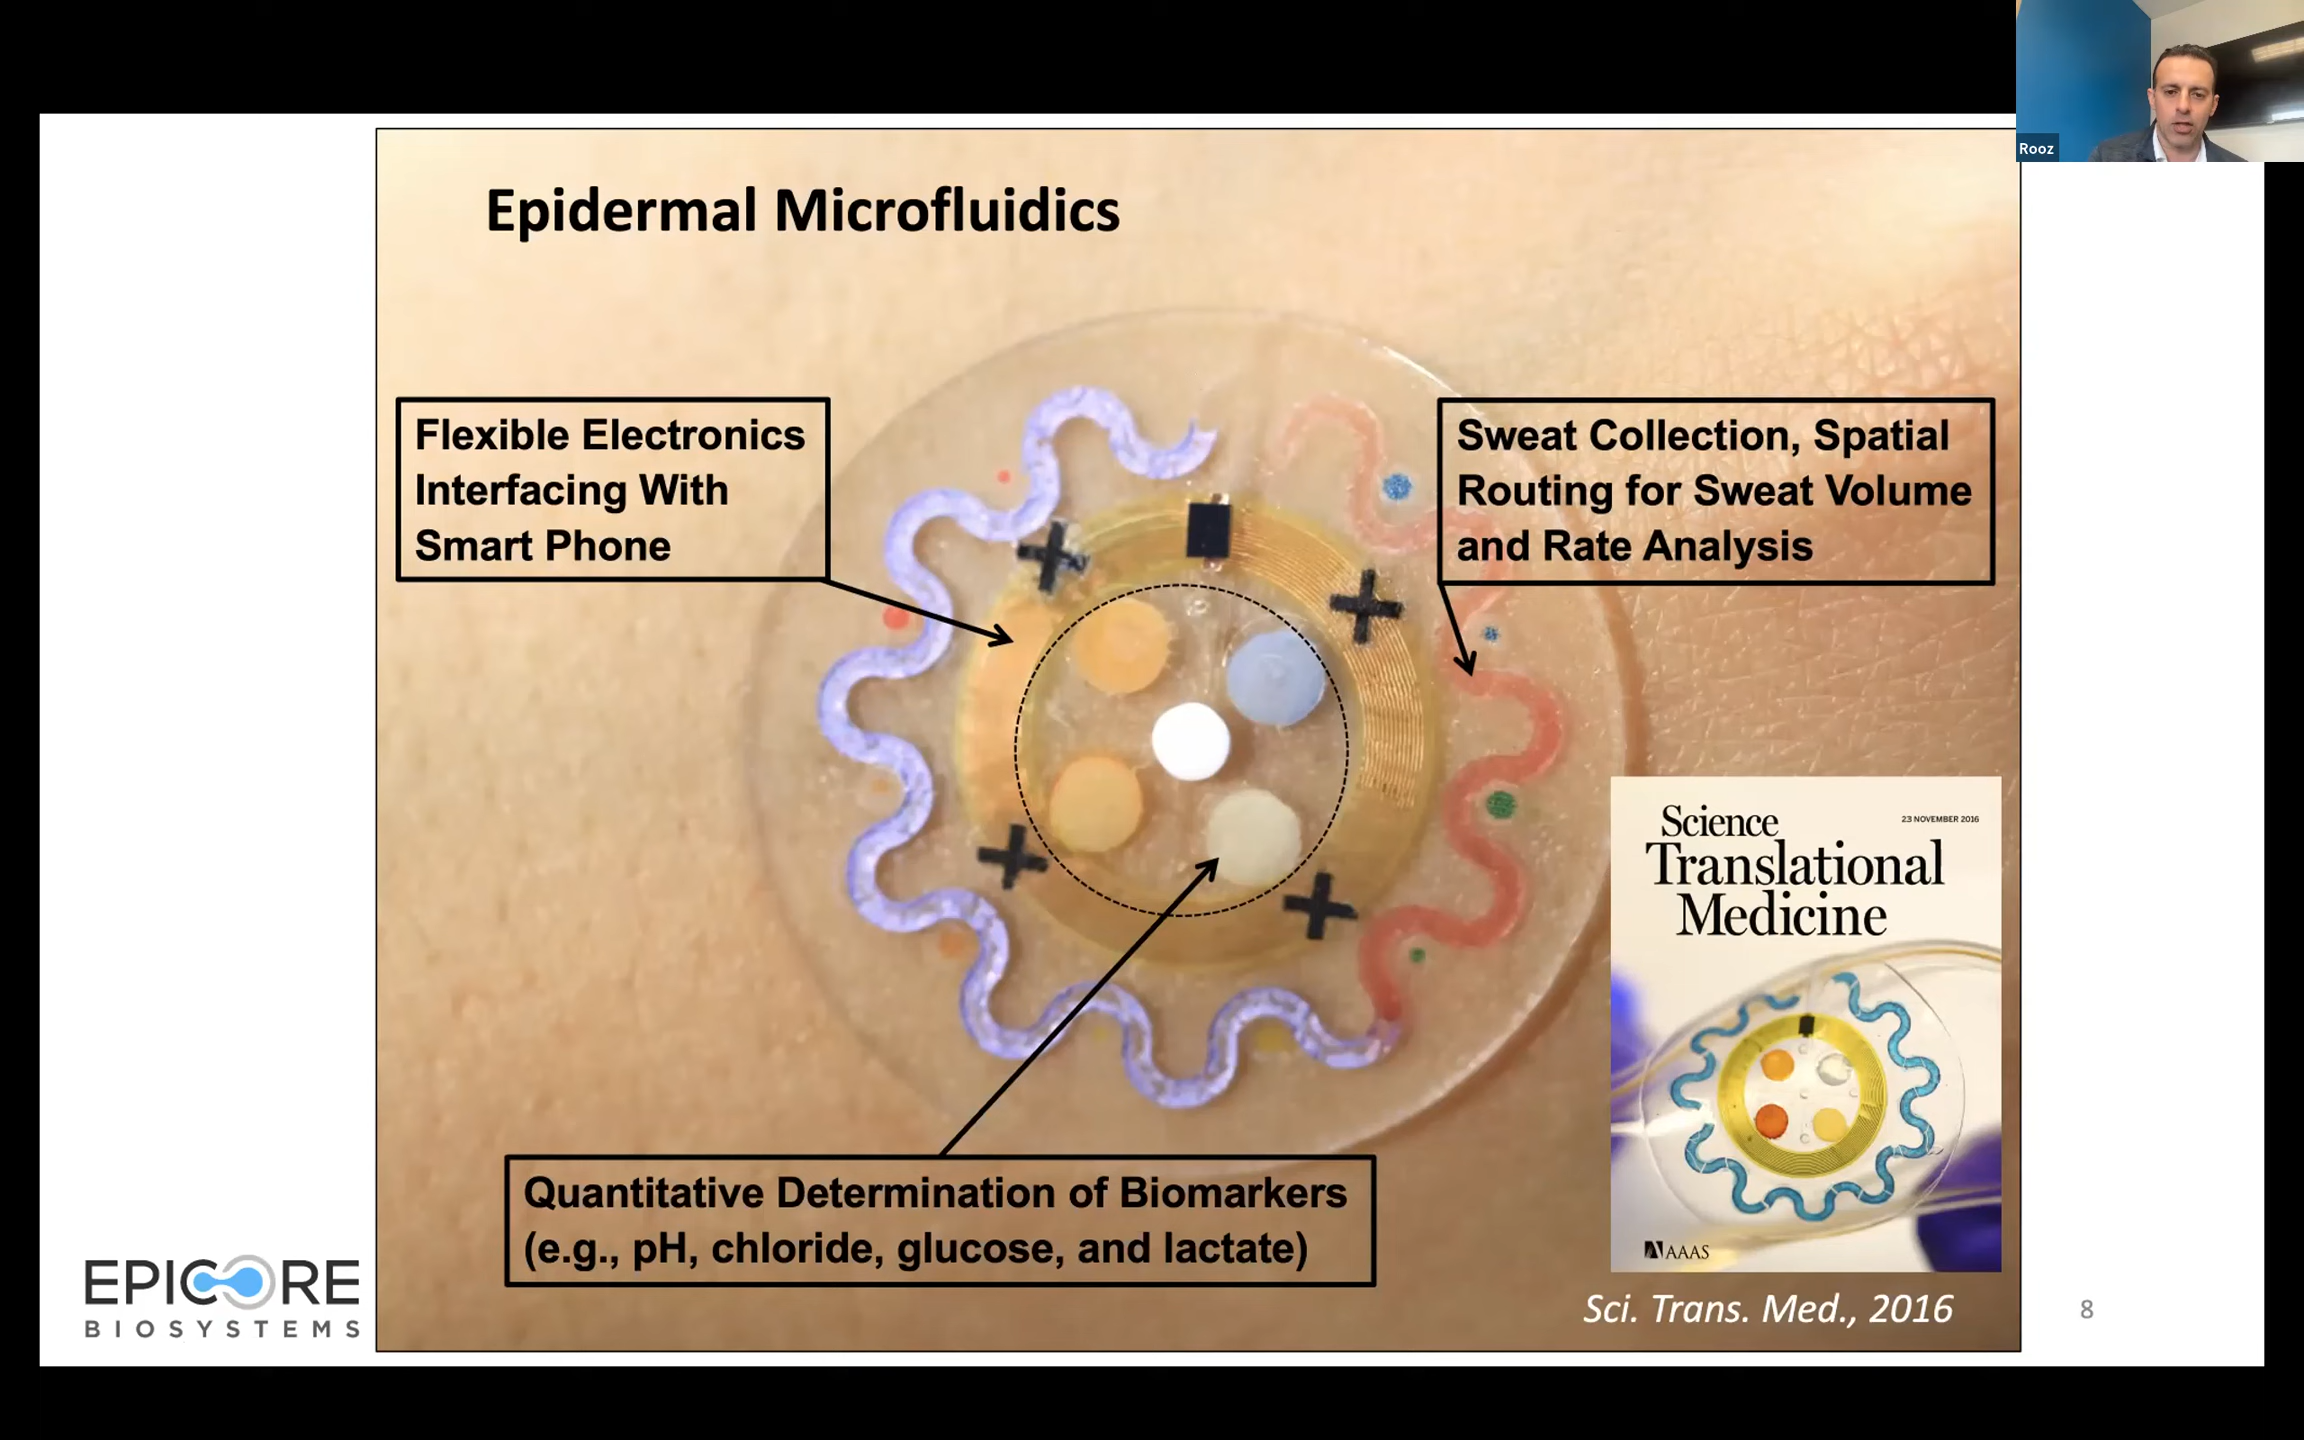 Rooz
Epidermal Microfluidics
Flexible Electronics
Interfacing With
Smart Phone
Sweat Collection, Spatial
Routing for Sweat Volume
and Rate Analysis
Quantitative Determination of Biomarkers
(e.g., pH, chloride, glucose, and lactate)
Science
23 NOVEMBER 2016
Translational
Medicine
AAAS
Sci. Trans. Med., 2016
EPICORE
BIOSYSTEMS
8